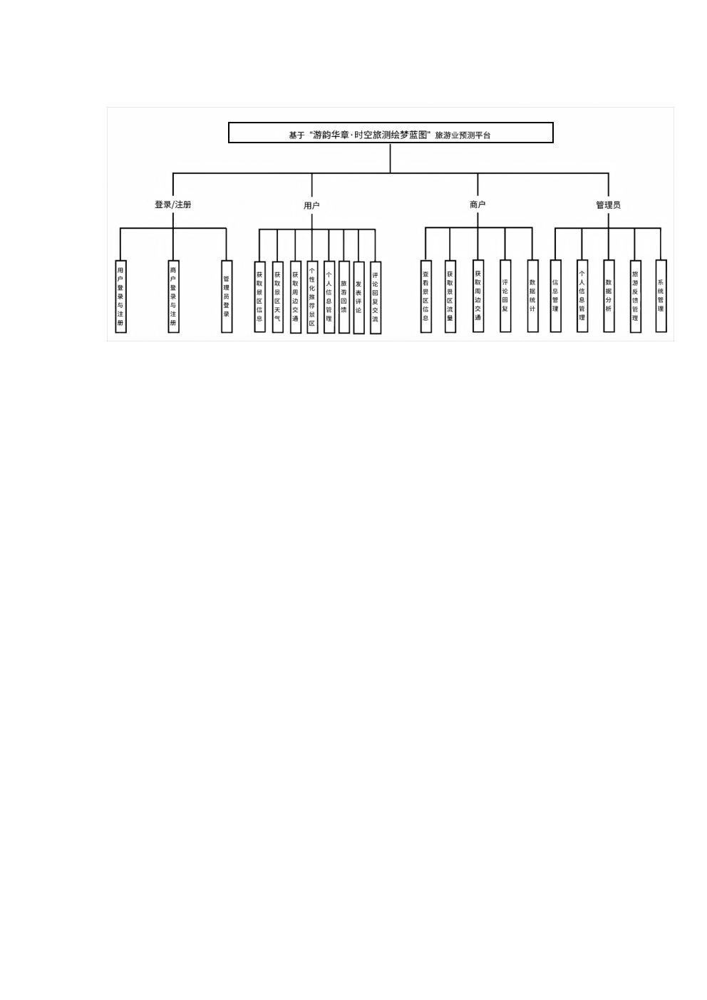 基于“游韵华章·时空旅测绘梦蓝图”旅游业预测平台
登录/注册
用户
商户
管理员
用户登录与注册
商户登录与注册
管理员登录
获取景区信息
获取景区天气
获取周边交通
个性化推荐景区
个人信息管理
旅游回馈
发表评论
评论回复交流
查看景区信息
获取景区流量
获取周边交通
评论回复
数据统计
信息管理
个人信息管理
数据分析
旅游反馈管理
系统管理